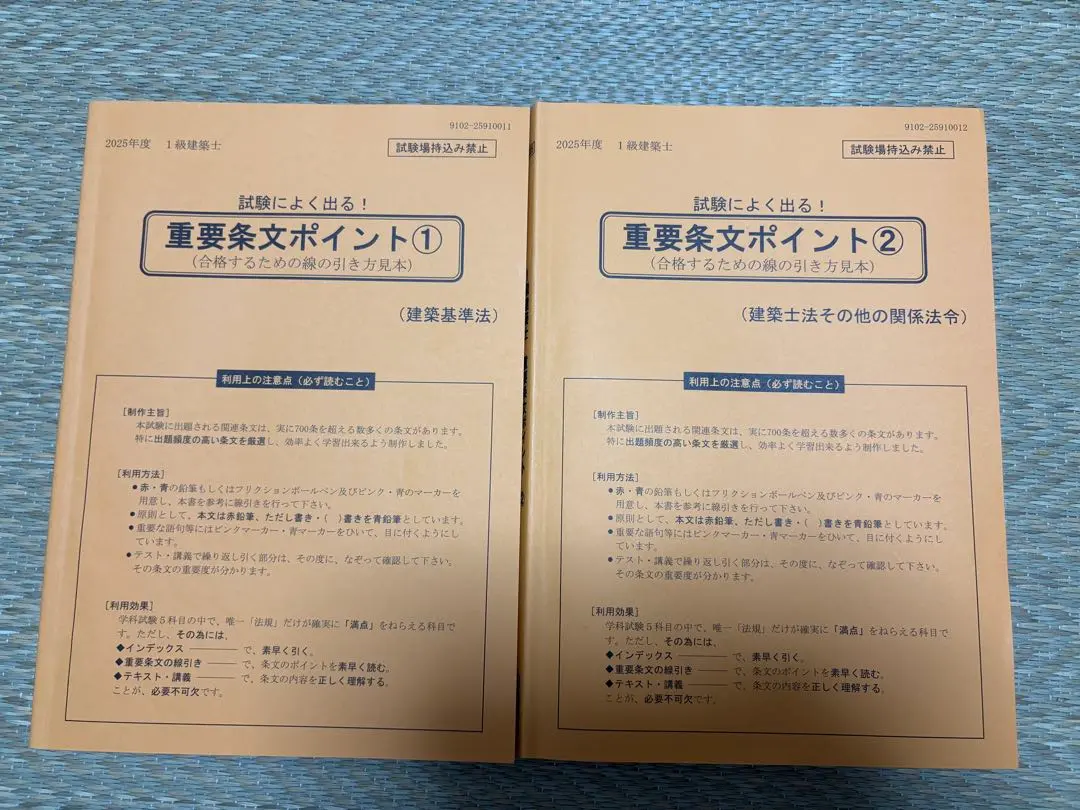 9102-25910011
2025年度　1級建築士
試験場持込み禁止
試験によく出る！
重要条文ポイント①
（合格するための線の引き方見本）
（建築基準法）
利用上の注意点（必ず読むこと）
［制作主旨］
本試験に出題される関連条文は、実に700条を超える数多くの条文があります。
特に出題頻度の高い条文を厳選し、効率よく学習出来るよう制作しました。
［利用方法］
●赤・青の鉛筆もしくはフリクションボールペン及びピンク・青のマーカーを
用意し、本書を参考に線引きを行って下さい。
●原則として、本文は赤鉛筆、ただし書き・（　）書きを青鉛筆としています。
●重要な語句等にはピンクマーカー・青マーカーをひいて、目に付くようにし
ています。
●テスト・講義で繰り返し引く部分は、その度に、なぞって確認して下さい。
その条文の重要度が分かります。
［利用効果］
学科試験５科目の中で、唯一「法規」だけが確実に「満点」をねらえる科目で
す。ただし、その為には、
◆インデックス ――――― で、素早く引く。
◆重要条文の線引き ――― で、条文のポイントを素早く読む。
◆テキスト・講義 ―――― で、条文の内容を正しく理解する。
ことが、必要不可欠です。
9102-25910012
2025年度　1級建築士
試験場持込み禁止
試験によく出る！
重要条文ポイント②
（合格するための線の引き方見本）
（建築士法その他の関係法令）
利用上の注意点（必ず読むこと）
［制作主旨］
本試験に出題される関連条文は、実に700条を超える数多くの条文があります。
特に出題頻度の高い条文を厳選し、効率よく学習出来るよう制作しました。
［利用方法］
●赤・青の鉛筆もしくはフリクションボールペン及びピンク・青のマーカーを
用意し、本書を参考に線引きを行って下さい。
●原則として、本文は赤鉛筆、ただし書き・（　）書きを青鉛筆としています。
●重要な語句等にはピンクマーカー・青マーカーをひいて、目に付くようにし
ています。
●テスト・講義で繰り返し引く部分は、その度に、なぞって確認して下さい。
その条文の重要度が分かります。
［利用効果］
学科試験５科目の中で、唯一「法規」だけが確実に「満点」をねらえる科目で
す。ただし、その為には、
◆インデックス ――――― で、素早く引く。
◆重要条文の線引き ――― で、条文のポイントを素早く読む。
◆テキスト・講義 ―――― で、条文の内容を正しく理解する。
ことが、必要不可欠です。